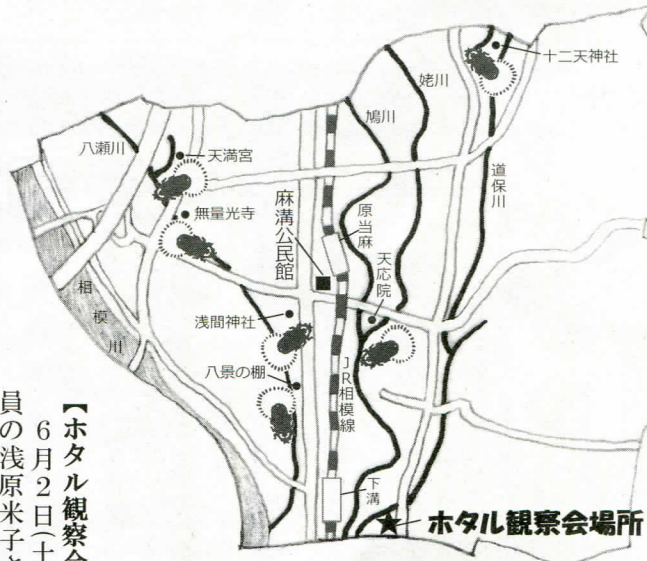 十二天神社
姥川
鳩川
八瀬川
天満宮
道保川
麻溝公民館
原当麻
無量光寺
天応院
相模川
浅間神社
八景の棚
JR相模線
下溝
ホタル観察会場所
【ホタル観察会
6月2日(土
員の浅原米子さ